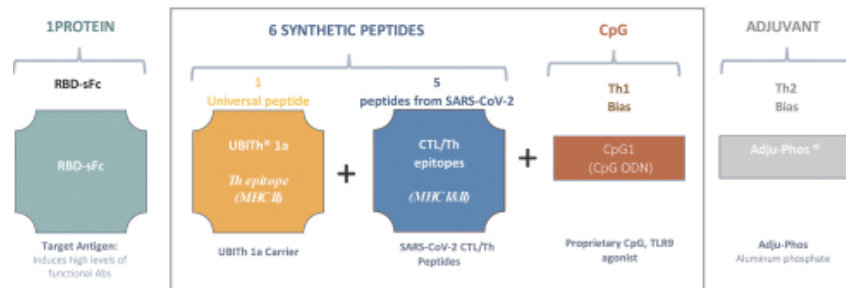 1PROTEIN
6 SYNTHETIC PEPTIDES
CpG
ADJUVANT
RBD-sFc
1
Universal peptide
5
peptides from SARS-CoV-2
Th1
Bias
Th2
Bias
RBD-sFc
UBITh® 1a
Th epitope
(MHC II)
+
CTL/Th
epitopes
(MHC I&II)
+
CpG1
(CpG ODN)
Adju-Phos ®
Target Antigen:
Induces high levels of
functional Abs
UBITh 1a Carrier
SARS-CoV-2 CTL/Th
Peptides
Proprietary CpG, TLR9
agonist
Adju-Phos
Aluminum phosphate